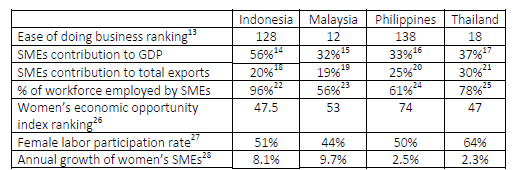 Indonesia Malaysia Philippines Thailand
Ease of doing business ranking13 128 12 138 18
SMEs contribution to GDP 56%14 32%15 33%16 37%17
SMEs contribution to total exports 20%18 19%19 25%20 30%21
% of workforce employed by SMEs 96%22 56%23 61%24 78%25
Women's economic opportunity 47.5 53 74 47
index ranking26
Female labor participation rate27 51% 44% 50% 64%
Annual growth of women's SMEs28 8.1% 9.7% 2.5% 2.3%